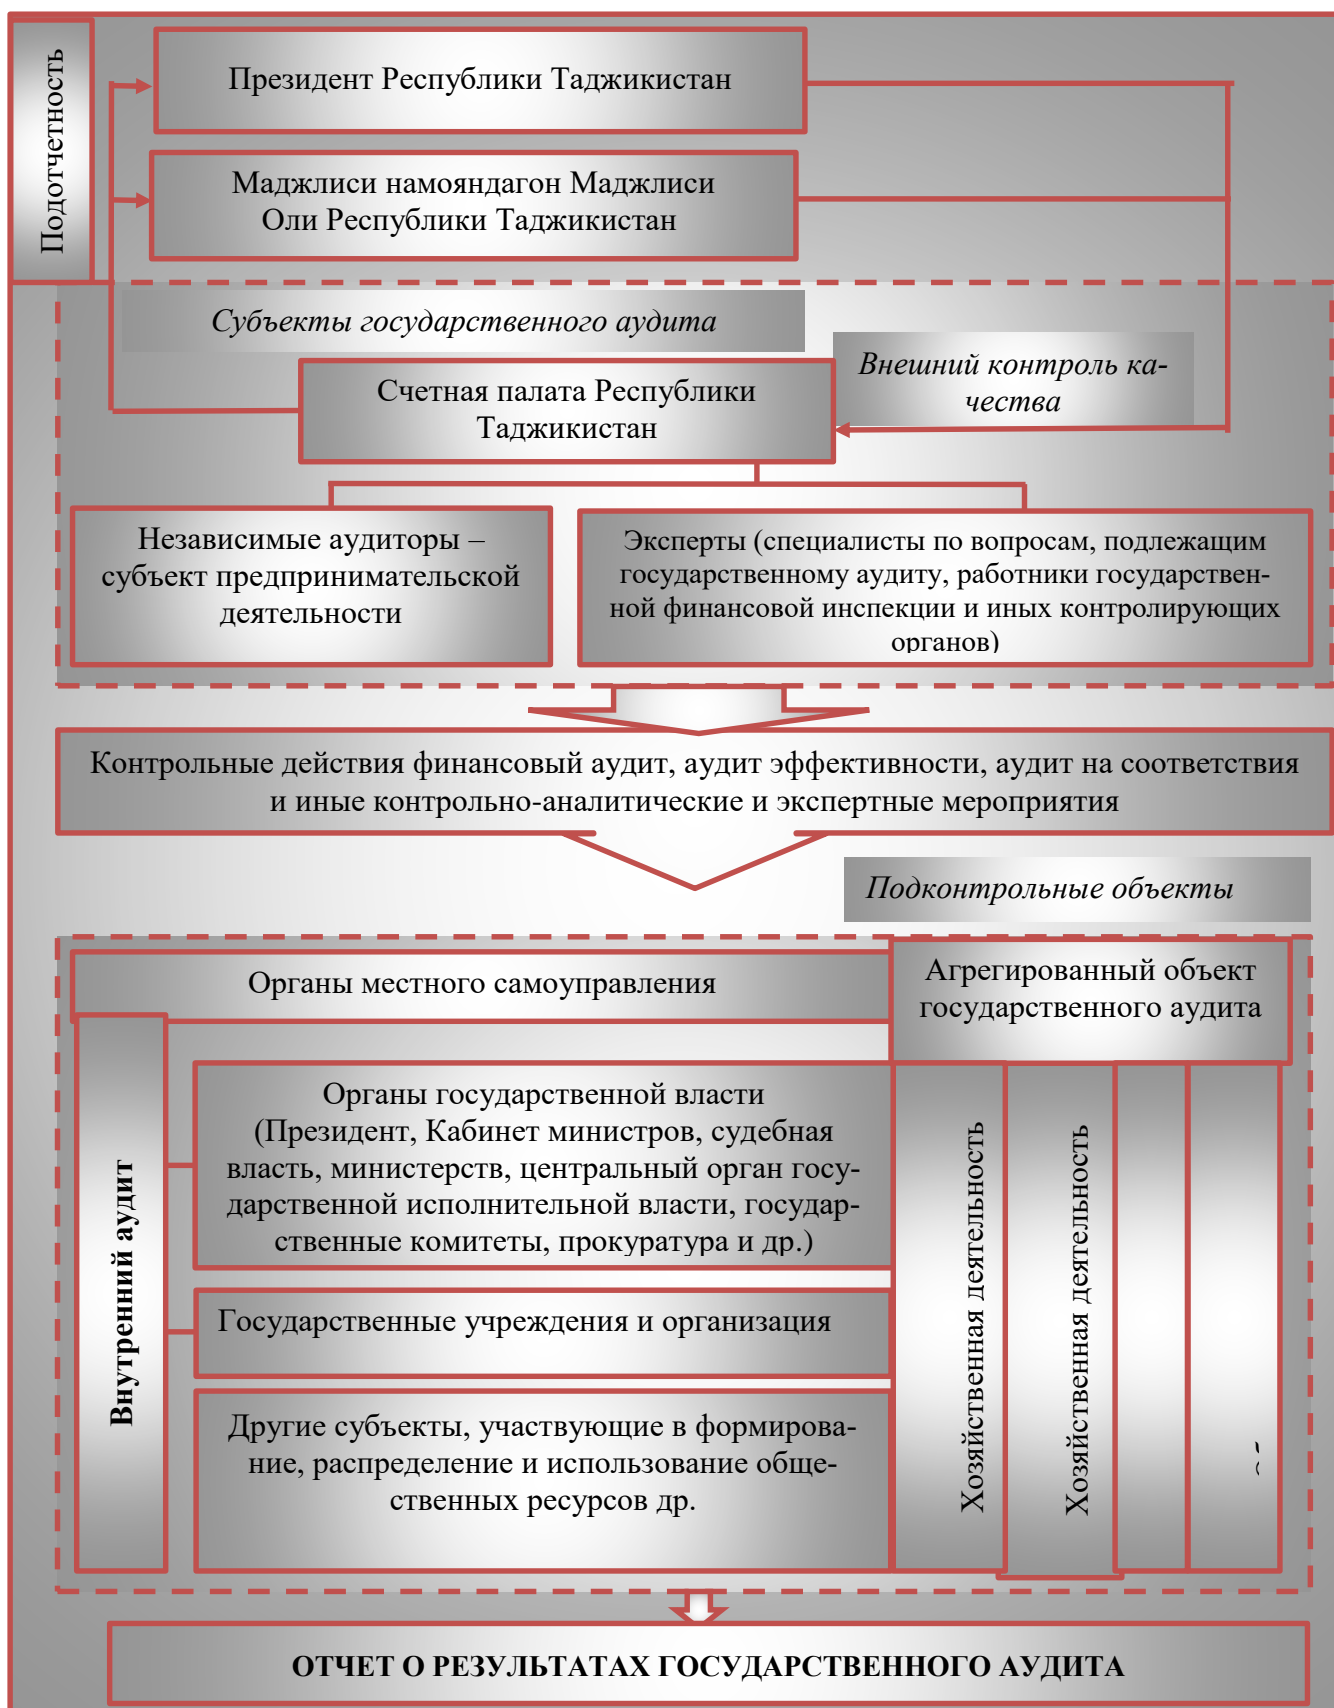 Подотчетность
Президент Республики Таджикистан
Маджлиси намояндагон Маджлиси
Оли Республики Таджикистан
Субъекты государственного аудита
Внешний контроль ка-
чества
Счетная палата Республики
Таджикистан
Независимые аудиторы –
субъект предпринимательской
деятельности
Эксперты (специалисты по вопросам, подлежащим
государственному аудиту, работники государствен-
ной финансовой инспекции и иных контролирующих
органов)
Контрольные действия финансовый аудит, аудит эффективности, аудит на соответствия
и иные контрольно-аналитические и экспертные мероприятия
Подконтрольные объекты
Органы местного самоуправления
Агрегированный объект
государственного аудита
Внутренний аудит
Органы государственной власти
(Президент, Кабинет министров, судебная
власть, министерств, центральный орган госу-
дарственной исполнительной власти, государ-
ственные комитеты, прокуратура и др.)
Государственные учреждения и организация
Другие субъекты, участвующие в формирова-
ние, распределение и использование обще-
ственных ресурсов др.
Хозяйственная деятельность
Хозяйственная деятельность
ОТЧЕТ О РЕЗУЛЬТАТАХ ГОСУДАРСТВЕННОГО АУДИТА